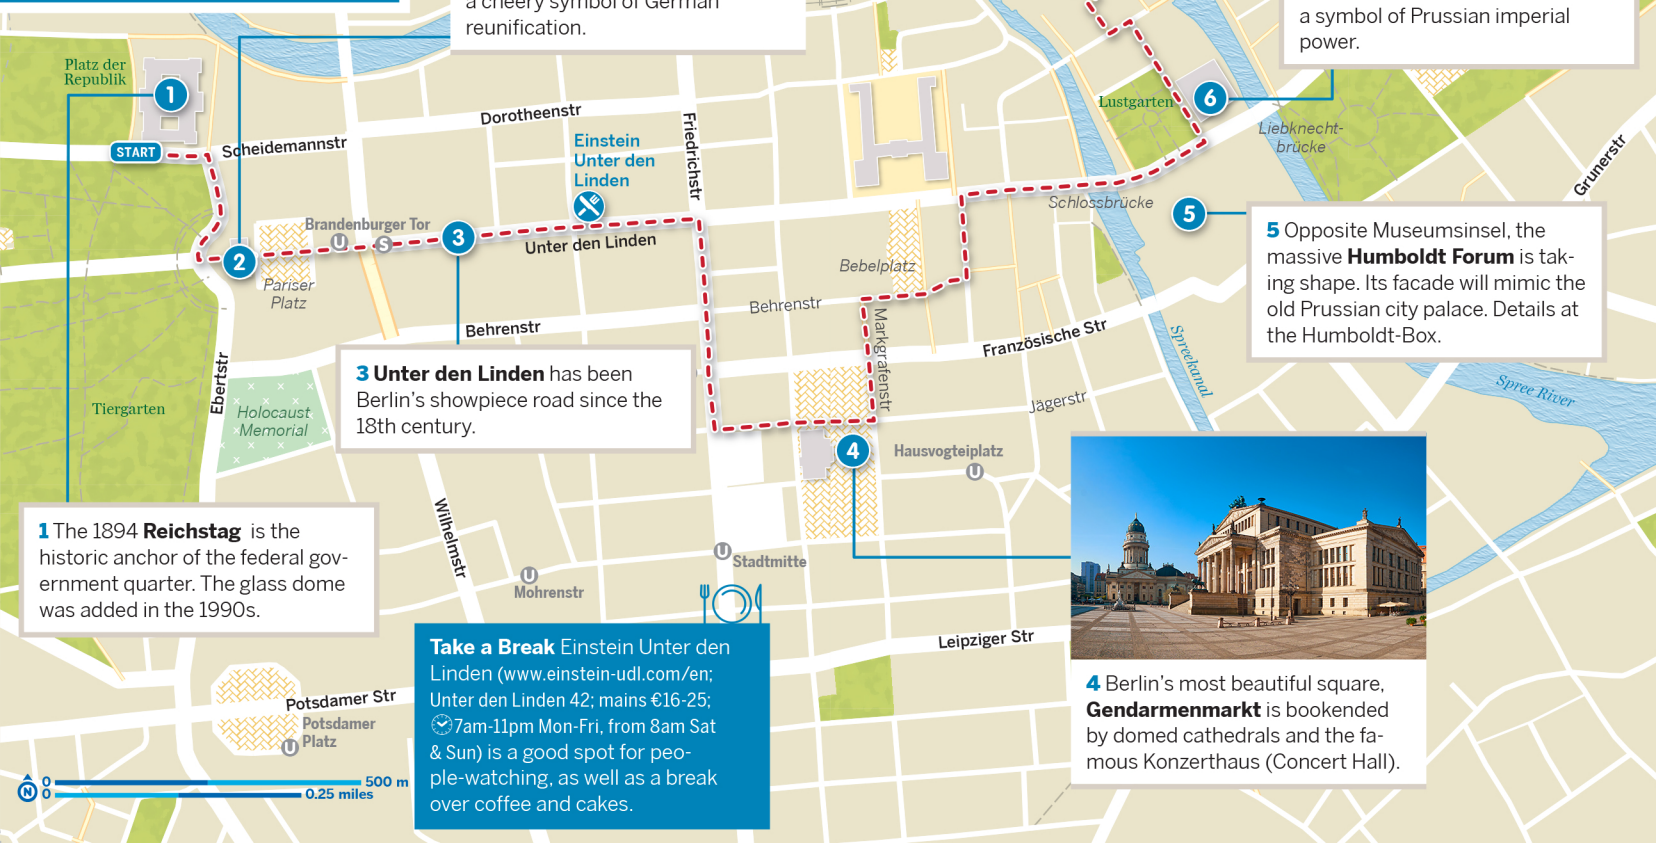 a cheery symbol of German
reunification.
a symbol of Prussian imperial
power.
Platz der
Republik
1
START
Scheidemannstr
Dorotheenstr
Friedrichstr
Einstein
Unter den
Linden
Lustgarten
6
Liebknecht-
brücke
Grunerstr
Brandenburger Tor
U
S
2
3
Unter den Linden
Pariser
Platz
Schlossbrücke
5
5 Opposite Museumsinsel, the
massive Humboldt Forum is tak-
ing shape. Its facade will mimic the
old Prussian city palace. Details at
the Humboldt-Box.
Bebelplatz
Behrenstr
Behrenstr
Markgrafenstr
Französische Str
Spreekanal
Spree River
Ebertstr
Tiergarten
Holocaust
Memorial
3 Unter den Linden has been
Berlin's showpiece road since the
18th century.
Jägerstr
4
Hausvogteiplatz
U
1 The 1894 Reichstag is the
historic anchor of the federal gov-
ernment quarter. The glass dome
was added in the 1990s.
Wilhelmstr
U
Mohrenstr
U
Stadtmitte
Leipziger Str
Take a Break Einstein Unter den
Linden (www.einstein-udl.com/en;
Unter den Linden 42; mains €16-25;
7am-11pm Mon-Fri, from 8am Sat
& Sun) is a good spot for peo-
ple-watching, as well as a break
over coffee and cakes.
4 Berlin's most beautiful square,
Gendarmenmarkt is bookended
by domed cathedrals and the fa-
mous Konzerthaus (Concert Hall).
Potsdamer Str
Potsdamer
Platz
U
N
0
500 m
0
0.25 miles